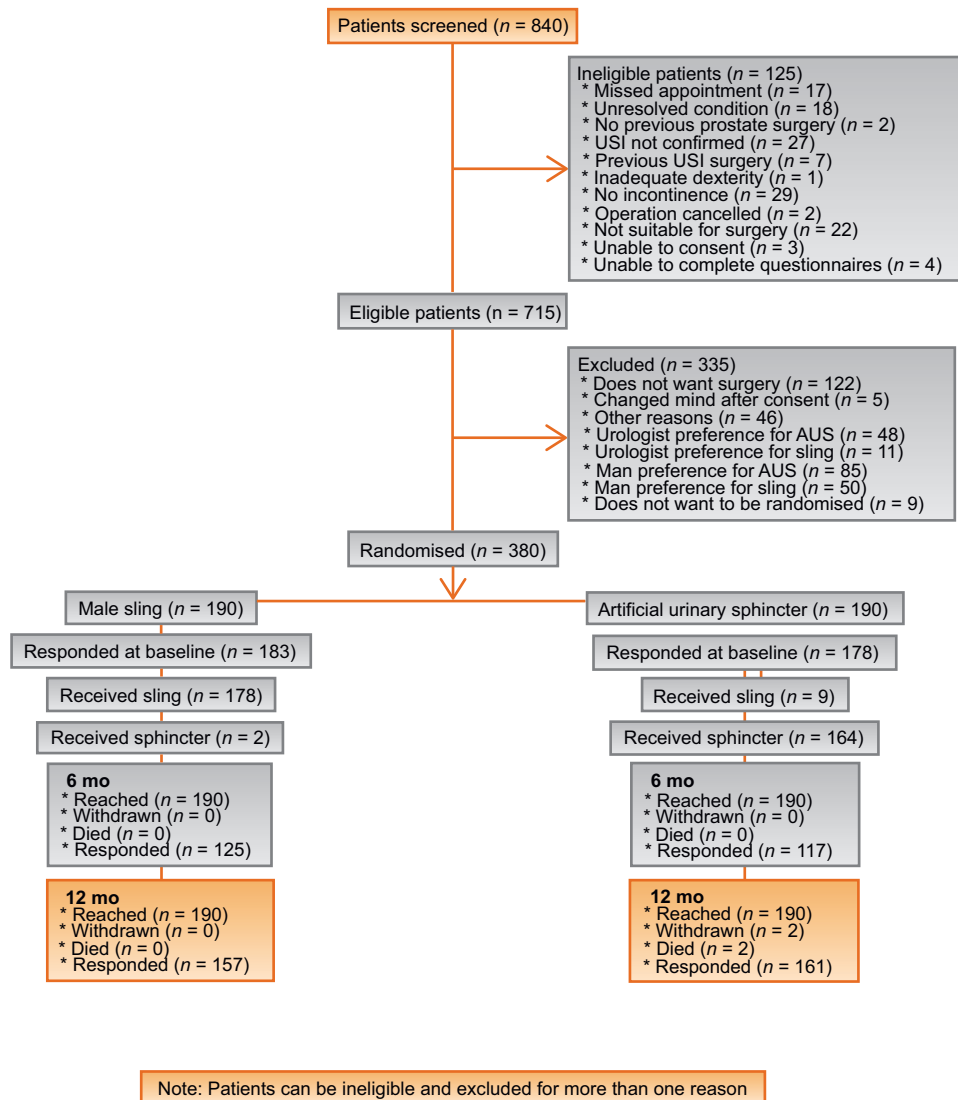 Patients screened (n = 840)
Ineligible patients (n = 125)
* Missed appointment (n = 17)
* Unresolved condition (n = 18)
* No previous prostate surgery (n = 2)
* USI not confirmed (n = 27)
* Previous USI surgery (n = 7)
* Inadequate dexterity (n = 1)
* No incontinence (n = 29)
* Operation cancelled (n = 2)
* Not suitable for surgery (n = 22)
* Unable to consent (n = 3)
* Unable to complete questionnaires (n = 4)
Eligible patients (n = 715)
Excluded (n = 335)
* Does not want surgery (n = 122)
* Changed mind after consent (n = 5)
* Other reasons (n = 46)
* Urologist preference for AUS (n = 48)
* Urologist preference for sling (n = 11)
* Man preference for AUS (n = 85)
* Man preference for sling (n = 50)
* Does not want to be randomised (n = 9)
Randomised (n = 380)
Male sling (n = 190)
Responded at baseline (n = 183)
Received sling (n = 178)
Received sphincter (n = 2)
6 mo
* Reached (n = 190)
* Withdrawn (n = 0)
* Died (n = 0)
* Responded (n = 125)
12 mo
* Reached (n = 190)
* Withdrawn (n = 0)
* Died (n = 0)
* Responded (n = 157)
Artificial urinary sphincter (n = 190)
Responded at baseline (n = 178)
Received sling (n = 9)
Received sphincter (n = 164)
6 mo
* Reached (n = 190)
* Withdrawn (n = 0)
* Died (n = 0)
* Responded (n = 117)
12 mo
* Reached (n = 190)
* Withdrawn (n = 2)
* Died (n = 2)
* Responded (n = 161)
Note: Patients can be ineligible and excluded for more than one reason